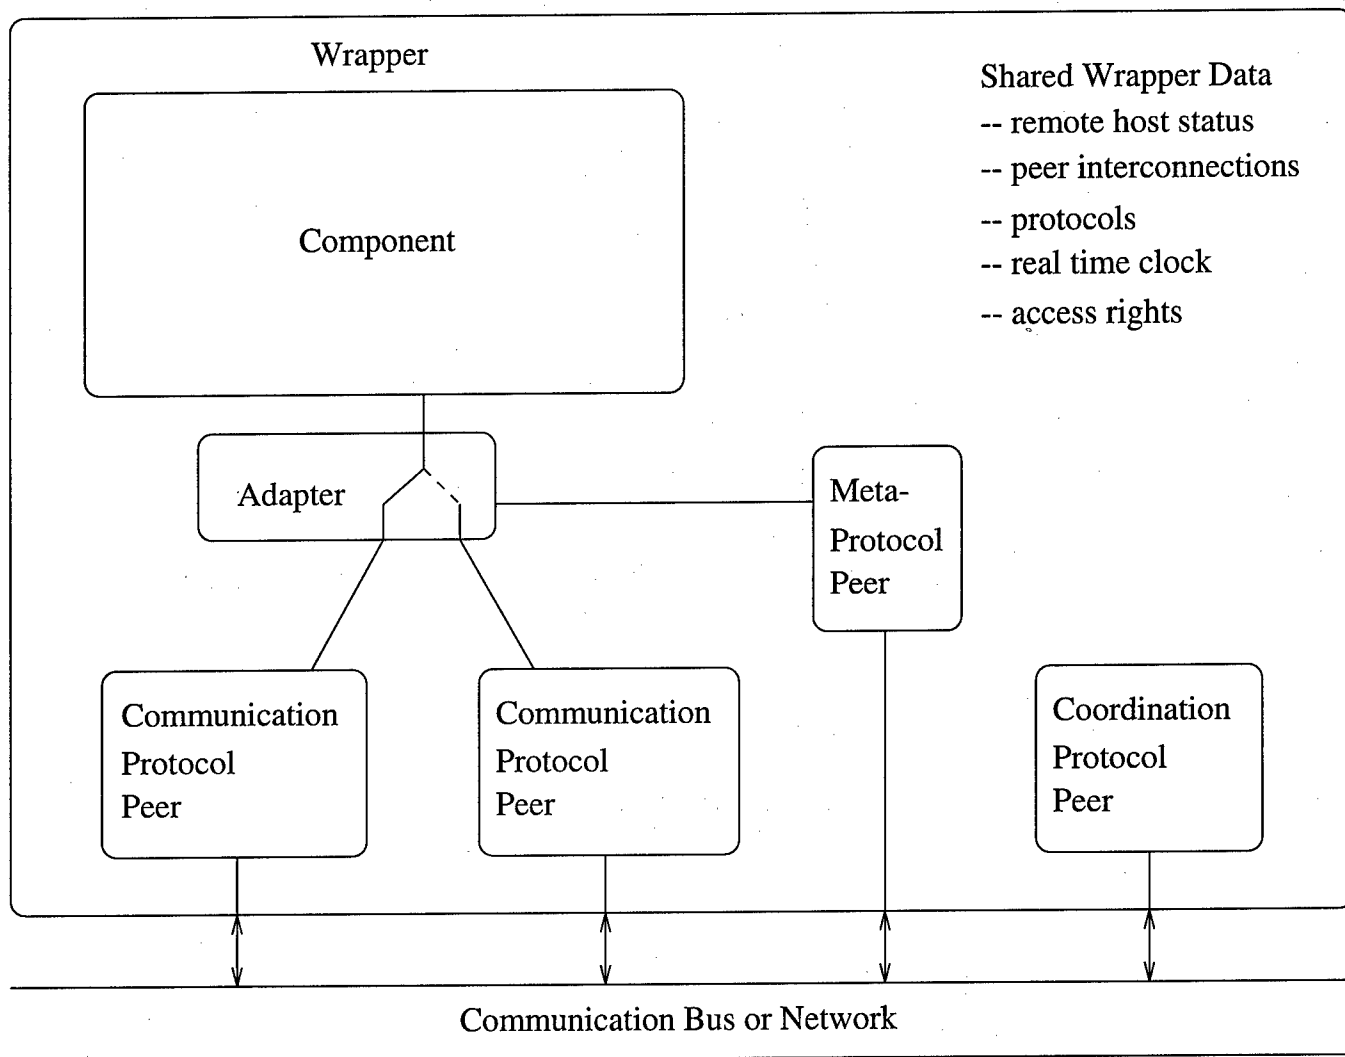 Wrapper
Shared Wrapper Data
-- remote host status
-- peer interconnections
-- protocols
-- real time clock
-- access rights
Component
Adapter
Meta-
Protocol
Peer
Communication
Protocol
Peer
Communication
Protocol
Peer
Coordination
Protocol
Peer
Communication Bus or Network